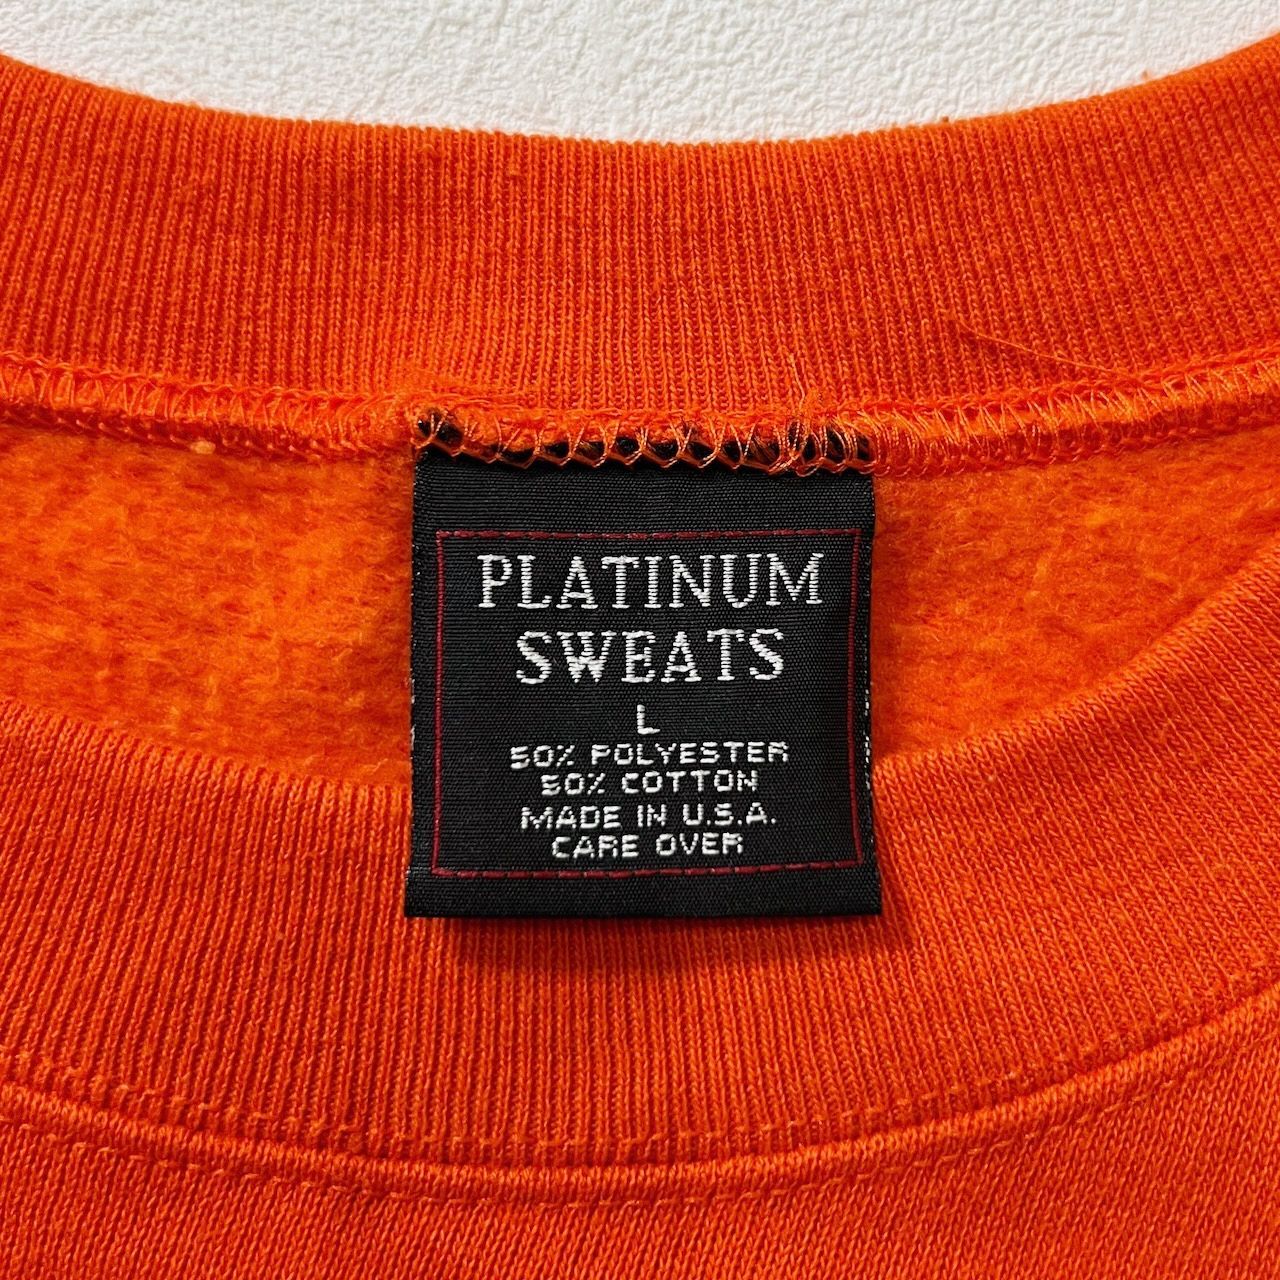 PLATINUM
SWEATS
L
50% POLYESTER
50% COTTON
MADE IN U.S.A.
CARE OVER